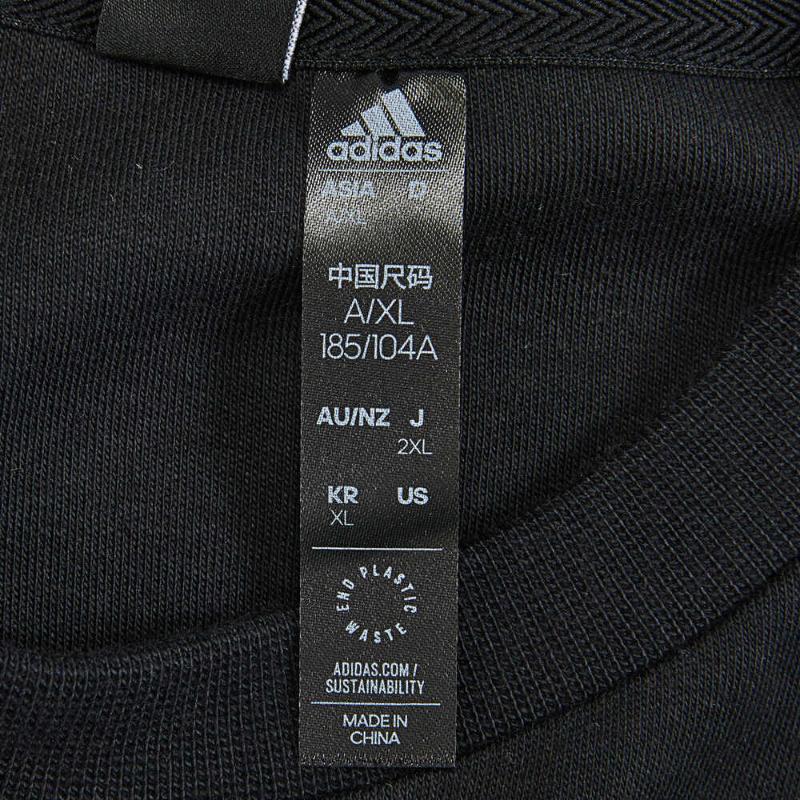 adidas
ASIA D
A/XL
中国尺码
A/XL
185/104A
AU/NZ J
2XL
KR US
XL
END PLASTIC WASTE
ADIDAS.COM/
SUSTAINABILITY
MADE IN
CHINA